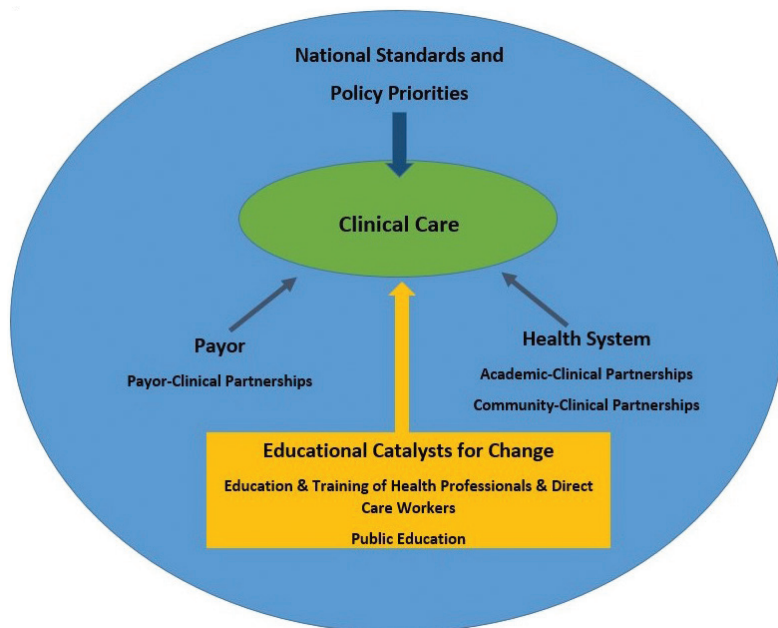 National Standards and
Policy Priorities
Clinical Care
Payor
Payor-Clinical Partnerships
Health System
Academic-Clinical Partnerships
Community-Clinical Partnerships
Educational Catalysts for Change
Education & Training of Health Professionals & Direct
Care Workers
Public Education